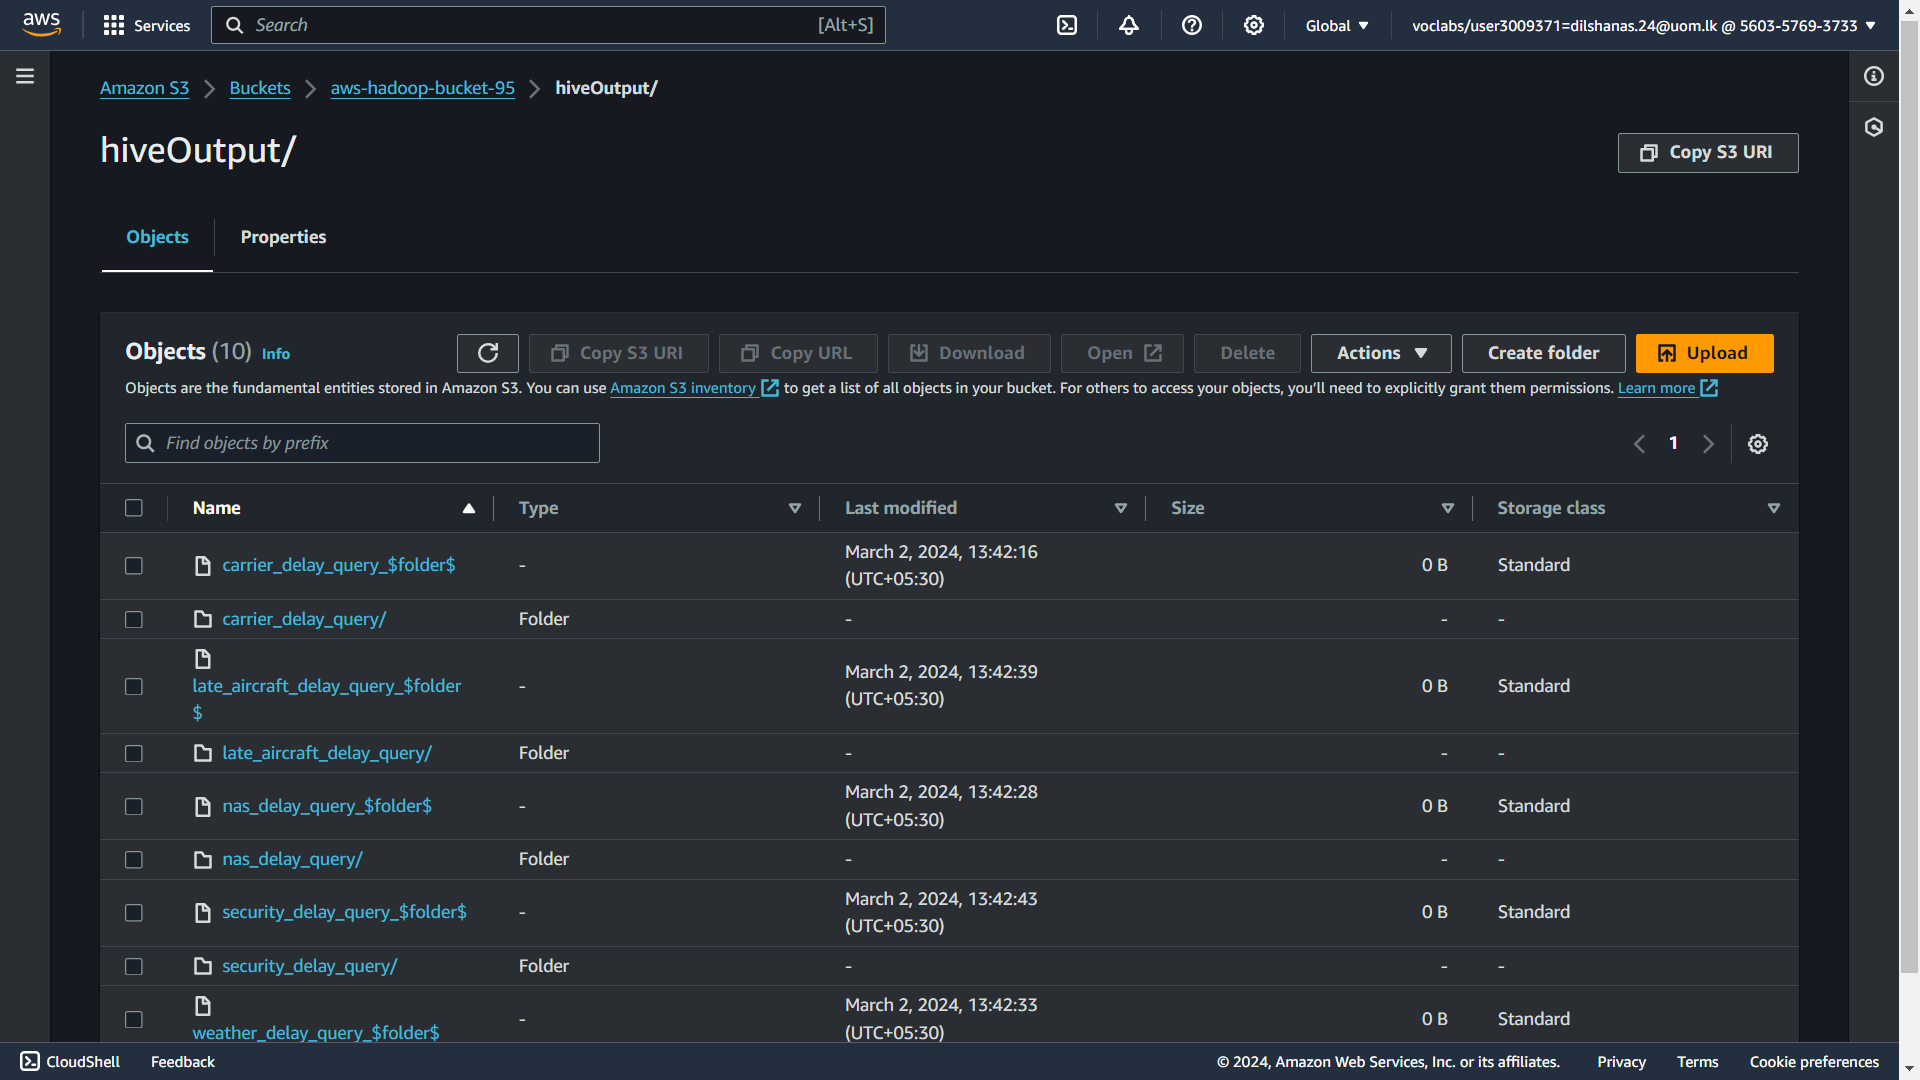 aws
Services
Search [Alt+S]
Global
voclabs/user3009371=dilshanas.24@uom.lk @ 5603-5769-3733
Amazon S3 Buckets aws-hadoop-bucket-95 hiveOutput/
hiveOutput/
Copy S3 URI
Objects Properties
Objects (10) Info
Copy S3 URI Copy URL Download Open Delete Actions Create folder Upload
Objects are the fundamental entities stored in Amazon S3. You can use Amazon S3 inventory to get a list of all objects in your bucket. For others to access your objects, you'll need to explicitly grant them permissions. Learn more
Find objects by prefix
1
Name Type Last modified Size Storage class
carrier_delay_query_$folder$ - March 2, 2024, 13:42:16 (UTC+05:30) 0 B Standard
carrier_delay_query/ Folder - - -
late_aircraft_delay_query_$folder$ - March 2, 2024, 13:42:39 (UTC+05:30) 0 B Standard
late_aircraft_delay_query/ Folder - - -
nas_delay_query_$folder$ - March 2, 2024, 13:42:28 (UTC+05:30) 0 B Standard
nas_delay_query/ Folder - - -
security_delay_query_$folder$ - March 2, 2024, 13:42:43 (UTC+05:30) 0 B Standard
security_delay_query/ Folder - - -
weather_delay_query_$folder$ - March 2, 2024, 13:42:33 (UTC+05:30) 0 B Standard
CloudShell Feedback
© 2024, Amazon Web Services, Inc. or its affiliates. Privacy Terms Cookie preferences